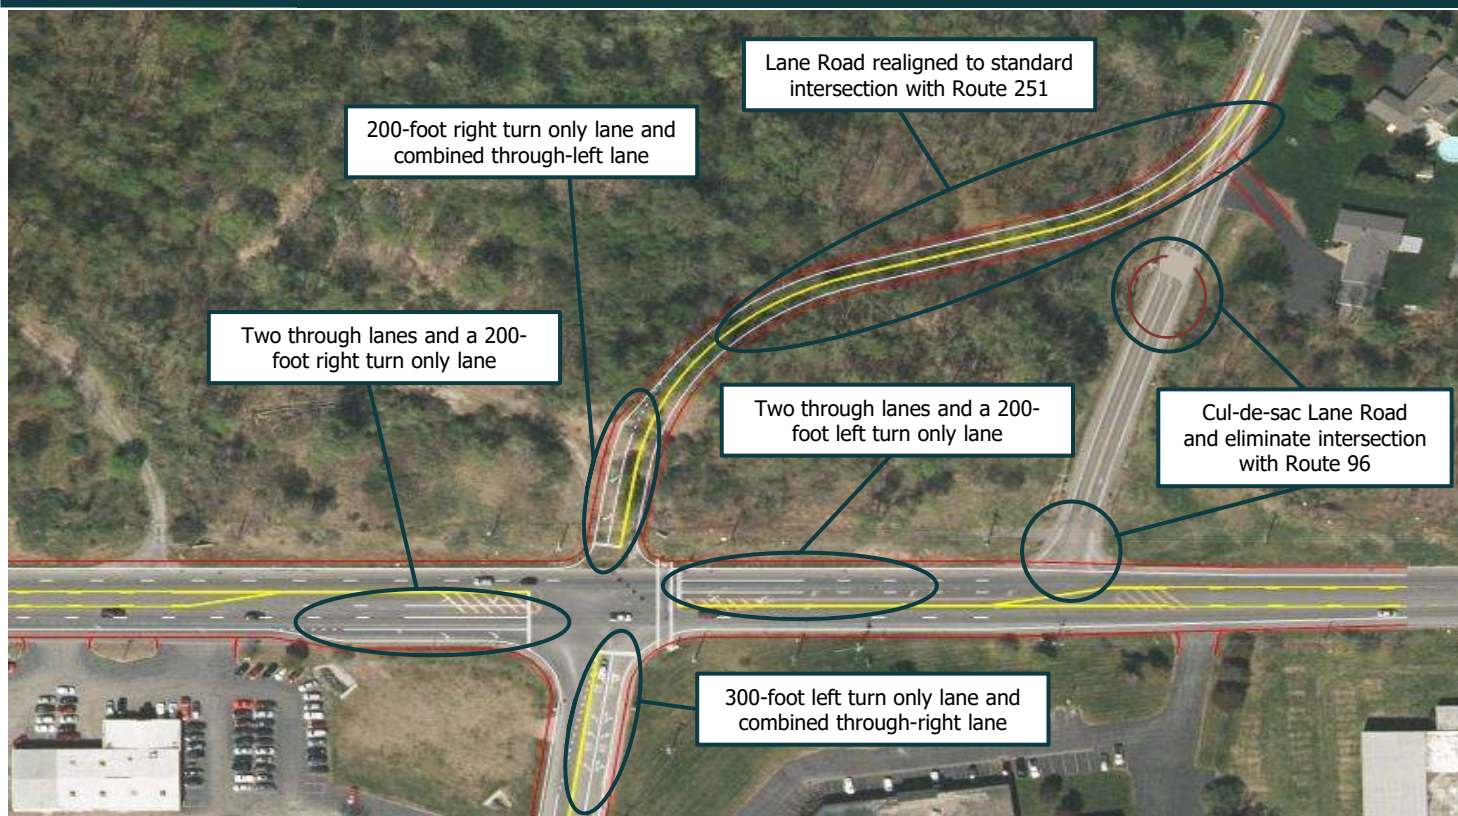 Lane Road realigned to standard
intersection with Route 251
200-foot right turn only lane and
combined through-left lane
Two through lanes and a 200-
foot right turn only lane
Two through lanes and a 200-
foot left turn only lane
Cul-de-sac Lane Road
and eliminate intersection
with Route 96
300-foot left turn only lane and
combined through-right lane